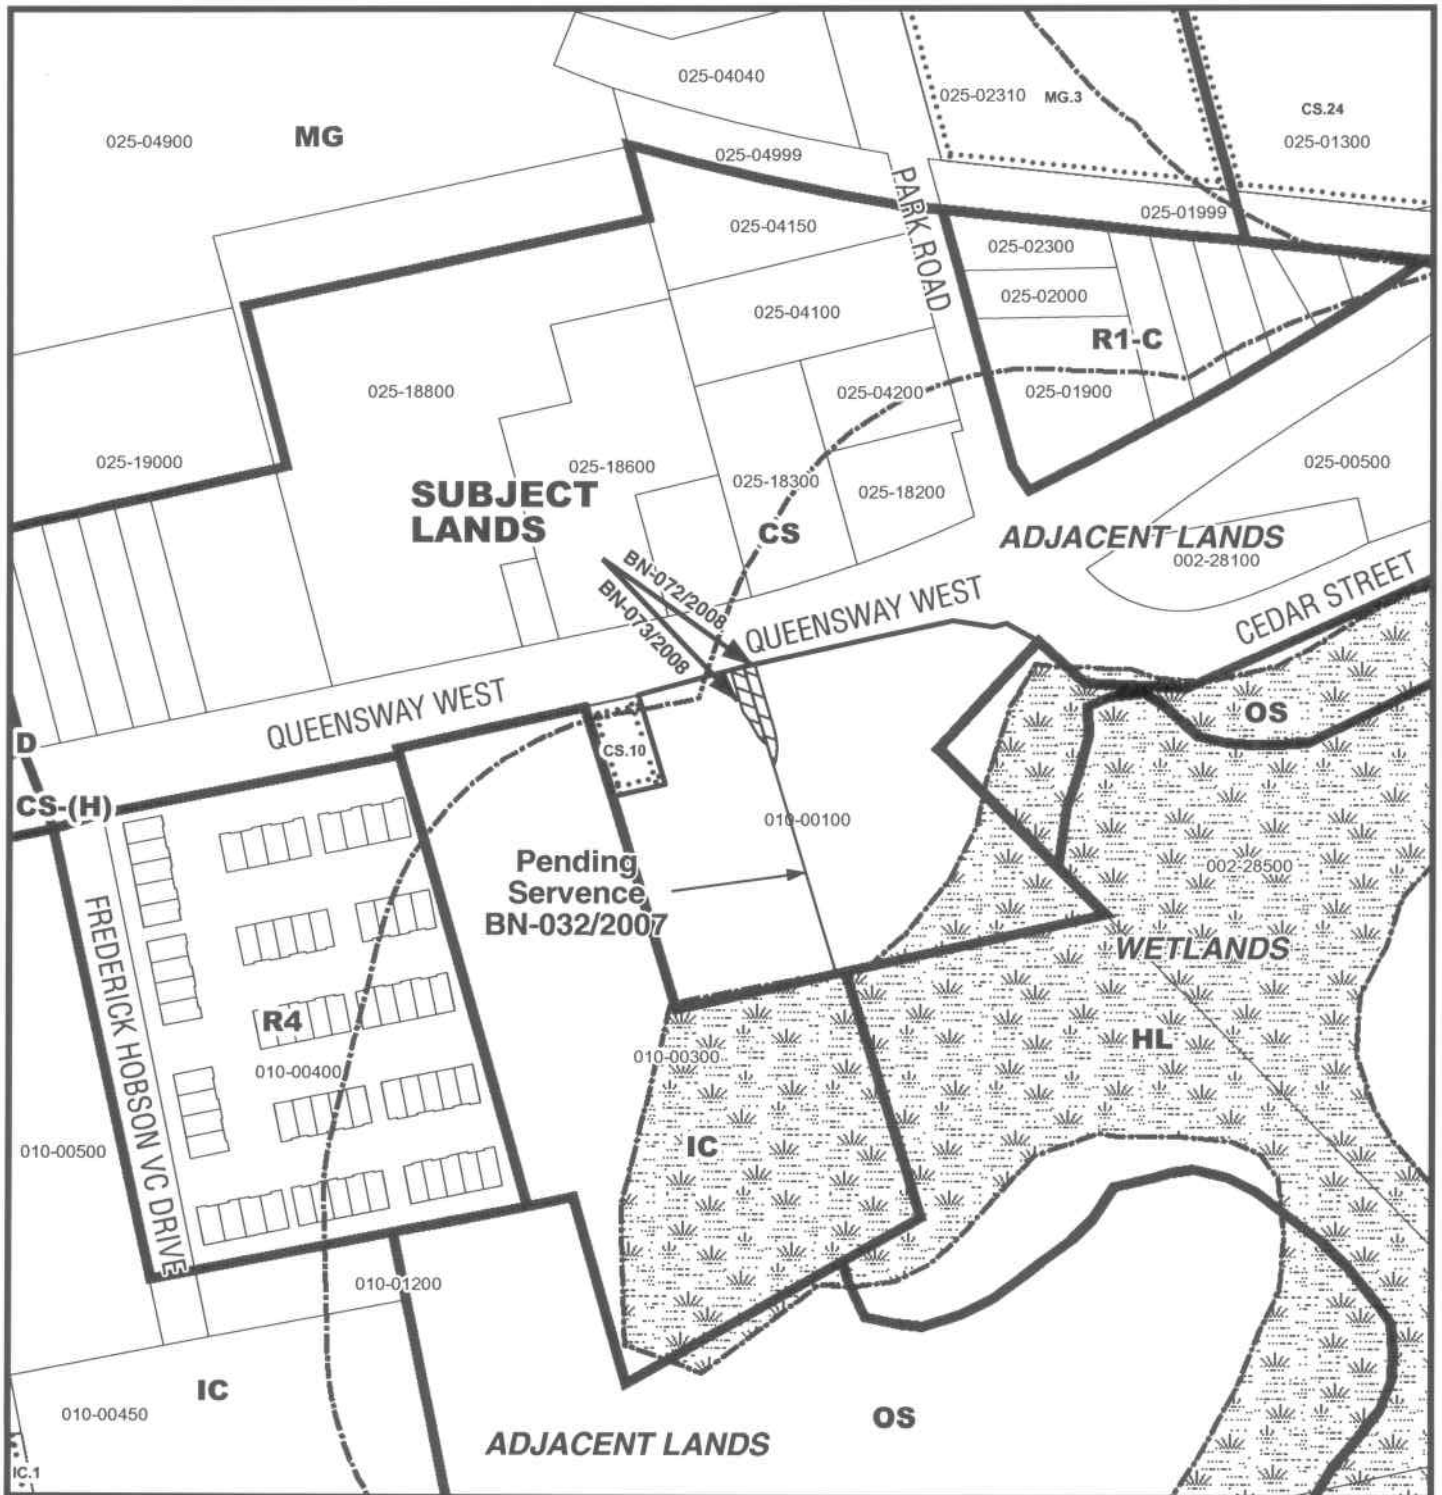 025-04040
025-02310
MG.3
CS.24
025-01300
025-04900
MG
025-04999
PARK ROAD
025-01999
025-04150
025-02300
025-02000
025-04100
R1-C
025-18800
025-04200
025-01900
025-19000
025-18600
025-18300
025-18200
025-00500
SUBJECT
LANDS
CS
ADJACENT LANDS
002-28100
BN-072/2008
BN-073/2008
QUEENSWAY WEST
CEDAR STREET
QUEENSWAY WEST
OS
D
CS.10
CS-(H)
010-00100
Pending
Servence
BN-032/2007
002-28500
FREDERICK HOBSON VC DRIVE
WETLANDS
R4
HL
010-00300
010-00400
IC
010-00500
010-01200
IC
010-00450
OS
ADJACENT LANDS
IC.1